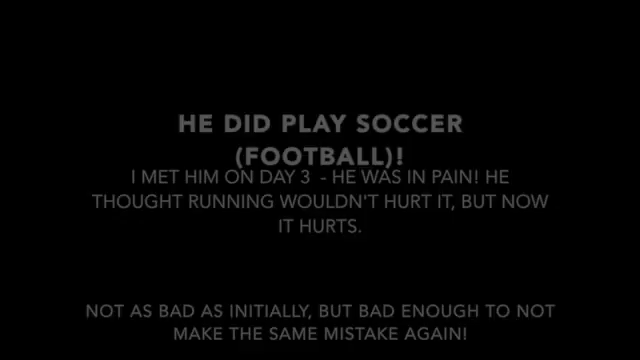 HE DID PLAY SOCCER
(FOOTBALL)!
I MET HIM ON DAY 3 - HE WAS IN PAIN! HE
THOUGHT RUNNING WOULDN'T HURT IT, BUT NOW
IT HURTS.
NOT AS BAD AS INITIALLY, BUT BAD ENOUGH TO NOT
MAKE THE SAME MISTAKE AGAIN!